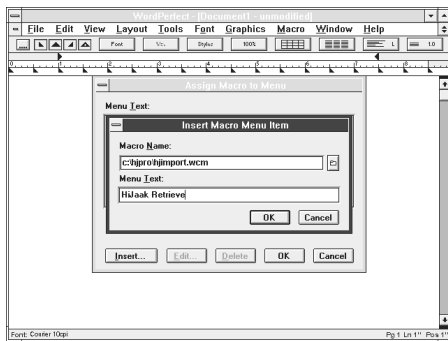 WordPerfect - [Document1 - unmodified]
File Edit View Layout Tools Font Graphics Macro Window Help
Font Size Styles 100% L 1.0
Assign Macro to Menu
Menu Text:
Insert Macro Menu Item
Macro Name:
c:\hjpro\hjimport.wcm
Menu Text:
HiJaak Retrieve
OK Cancel
Insert... Edit... Delete OK Cancel
Font: Courier 10cpi Pg 1 Ln 1" Pos 1"